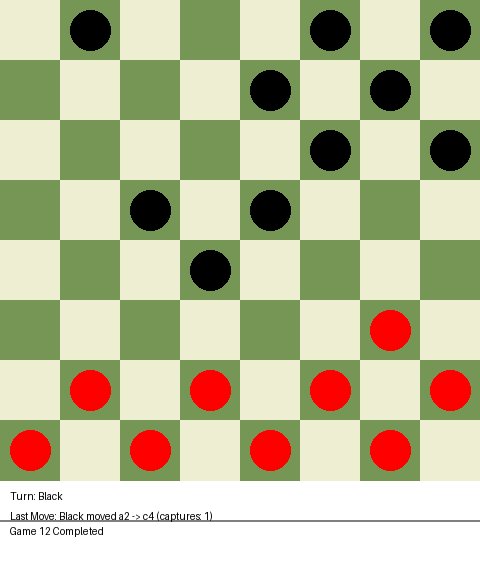 Turn: Black
Last Move: Black moved a2 -> c4 (captures: 1)
Game 12 Completed